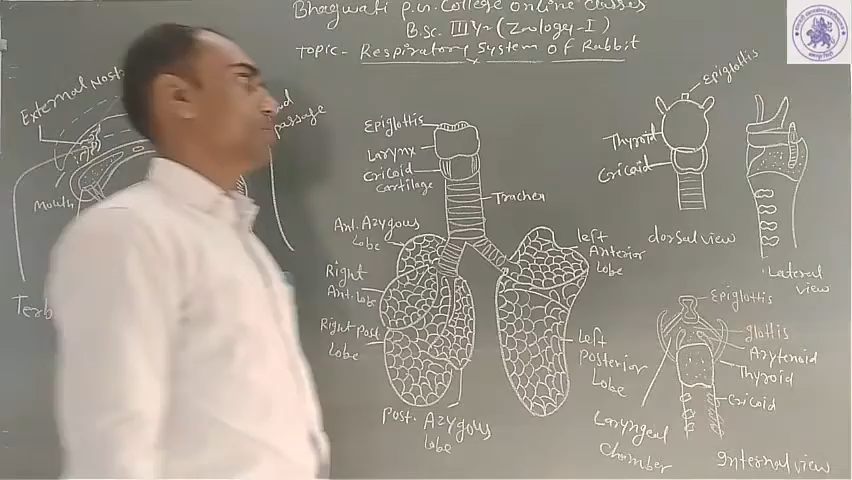 Bhagwati P.G. College online classes
B.Sc. III Yr (Zoology-I)
Topic- Respiratory System of Rabbit
External
passage
Mouth
Epiglottis
Larynx
Cricoid
Cartilage
Trachea
Ant. Azygous
Lobe
Right
Ant. Lobe
Right Post
Lobe
Post. Azygous
Lobe
left
Anterior
lobe
Left
Posterior
Lobe
Epiglottis
Thyroid
Cricoid
dorsal view
Lateral
view
Epiglottis
glottis
Arytenoid
Thyroid
Cricoid
Laryngeal
Chamber
Internal view